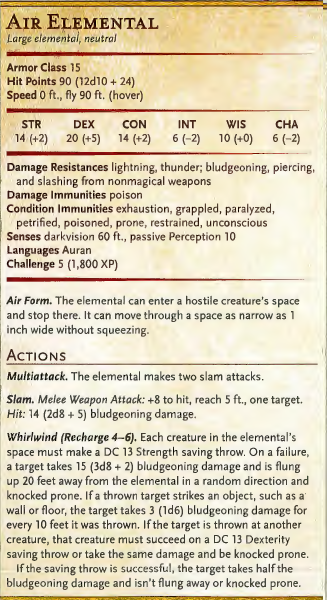 AIR ELEMENTAL
Large elemental, neutral
Armor Class 15
Hit Points 90 (12d10 + 24)
Speed 0 ft., fly 90 ft. (hover)
STR DEX CON INT WIS CHA
14 (+2) 20 (+5) 14 (+2) 6 (−2) 10 (+0) 6 (−2)
Damage Resistances lightning, thunder; bludgeoning, piercing,
and slashing from nonmagical weapons
Damage Immunities poison
Condition Immunities exhaustion, grappled, paralyzed,
petrified, poisoned, prone, restrained, unconscious
Senses darkvision 60 ft., passive Perception 10
Languages Auran
Challenge 5 (1,800 XP)
Air Form. The elemental can enter a hostile creature's space
and stop there. It can move through a space as narrow as 1
inch wide without squeezing.
ACTIONS
Multiattack. The elemental makes two slam attacks.
Slam. Melee Weapon Attack: +8 to hit, reach 5 ft., one target.
Hit: 14 (2d8 + 5) bludgeoning damage.
Whirlwind (Recharge 4–6). Each creature in the elemental's
space must make a DC 13 Strength saving throw. On a failure,
a target takes 15 (3d8 + 2) bludgeoning damage and is flung
up 20 feet away from the elemental in a random direction and
knocked prone. If a thrown target strikes an object, such as a
wall or floor, the target takes 3 (1d6) bludgeoning damage for
every 10 feet it was thrown. If the target is thrown at another
creature, that creature must succeed on a DC 13 Dexterity
saving throw or take the same damage and be knocked prone.
If the saving throw is successful, the target takes half the
bludgeoning damage and isn't flung away or knocked prone.